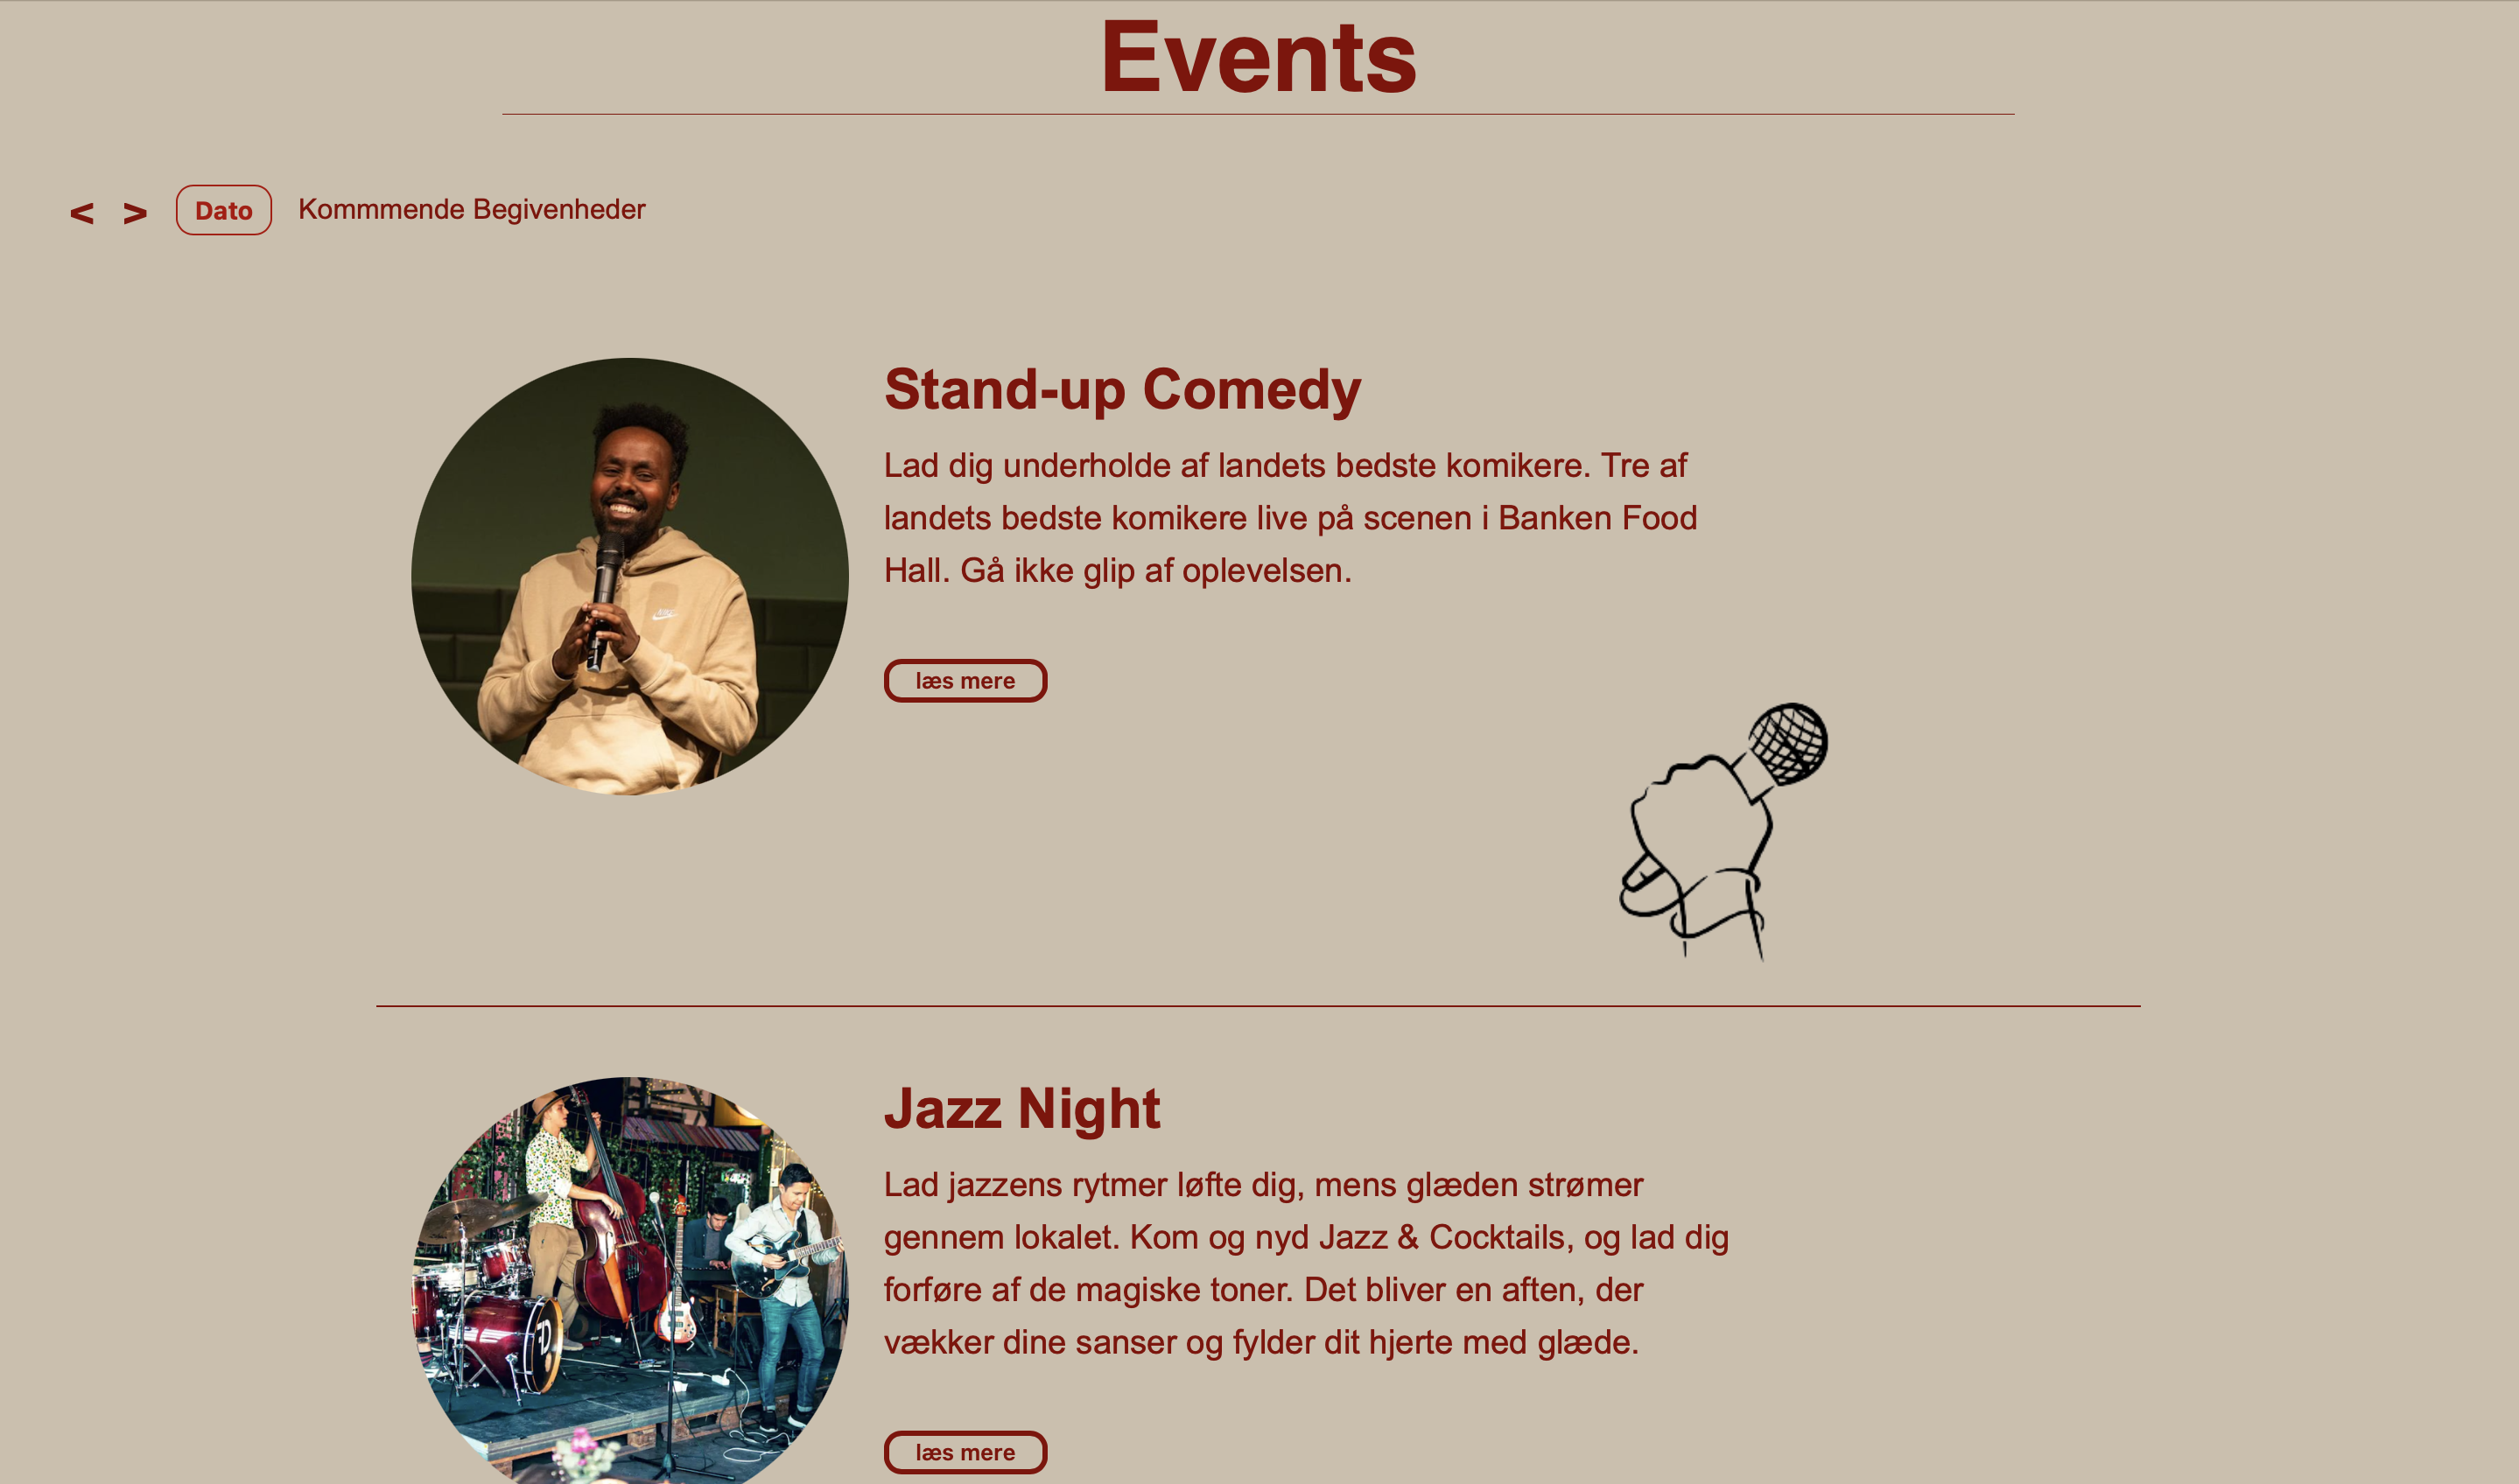 Events
< > Dato Kommmende Begivenheder
Stand-up Comedy
Lad dig underholde af landets bedste komikere. Tre af
landets bedste komikere live på scenen i Banken Food
Hall. Gå ikke glip af oplevelsen.
læs mere
Jazz Night
Lad jazzens rytmer løfte dig, mens glæden strømer
gennem lokalet. Kom og nyd Jazz & Cocktails, og lad dig
forføre af de magiske toner. Det bliver en aften, der
vækker dine sanser og fylder dit hjerte med glæde.
læs mere